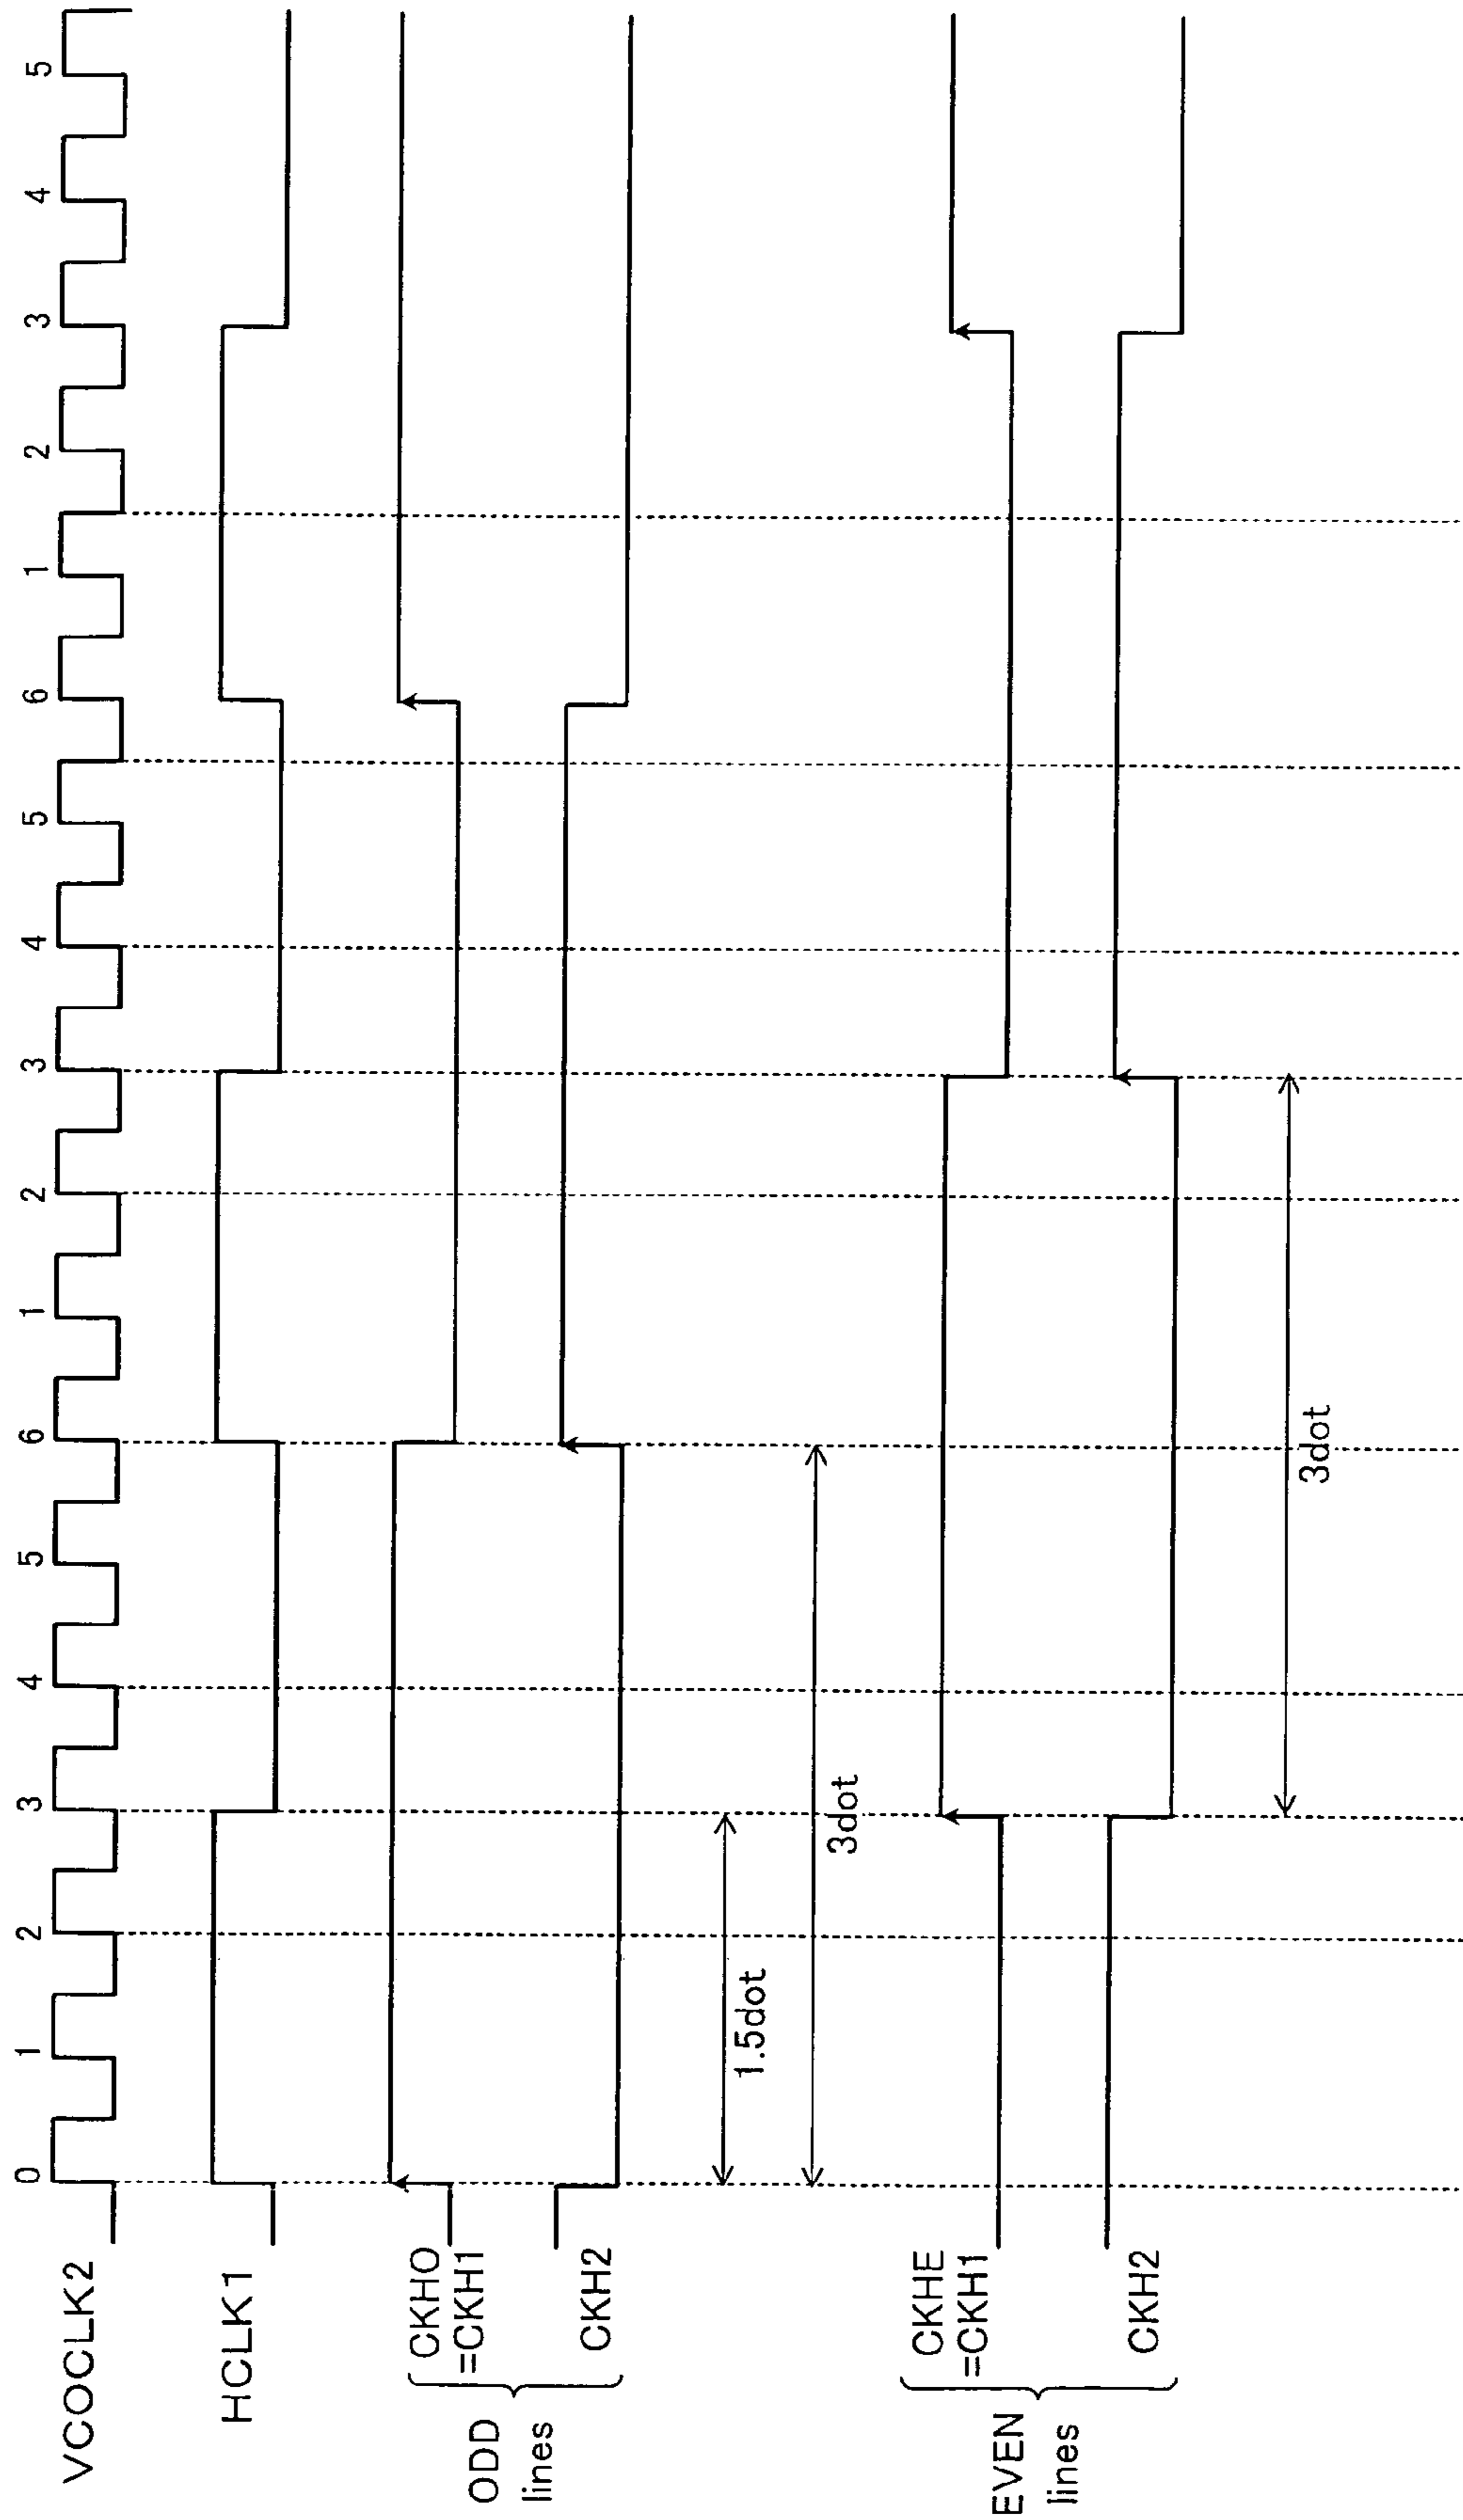 0 1 2 3 4 5 6 1 2 3 4 5 6 1 2 3 4 5
VCOCLK2
HCLK1
ODD
lines
CKHO
=CKH1
CKH2
1.5dot
3dot
EVEN
lines
CKHE
=CKH1
CKH2
3dot